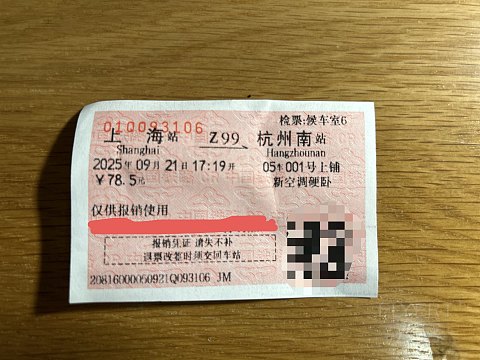 010093106
检票:候车室6
上 海站 Z99 杭州南站
Shanghai Hangzhounan
2025年09月21日17:19开 05车001号上铺
￥78.5元 新空调硬卧
仅供报销使用
报销凭证 遗失不补
退票改签时须交回车站
20816000050921Q093106 JM